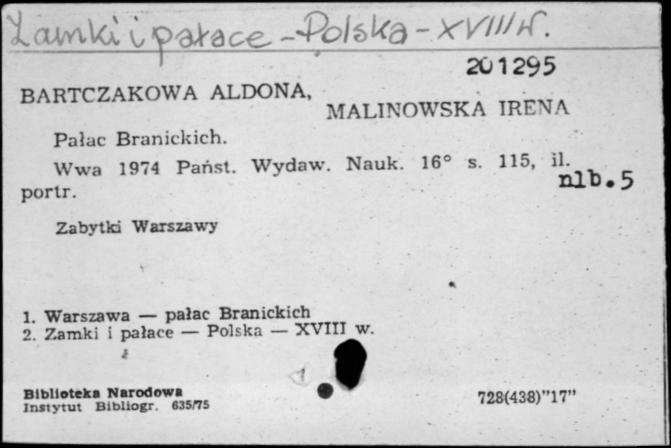 Zamki i pałace - Polska - XVIII w.
201295
BARTCZAKOWA ALDONA,
MALINOWSKA IRENA
Pałac Branickich.
Wwa 1974 Państ. Wydaw. Nauk. 16° s. 115, il.
portr.
nlb.5
Zabytki Warszawy
1. Warszawa — pałac Branickich
2. Zamki i pałace — Polska — XVIII w.
Biblioteka Narodowa
Instytut Bibliogr. 635/75
728(438)"17"